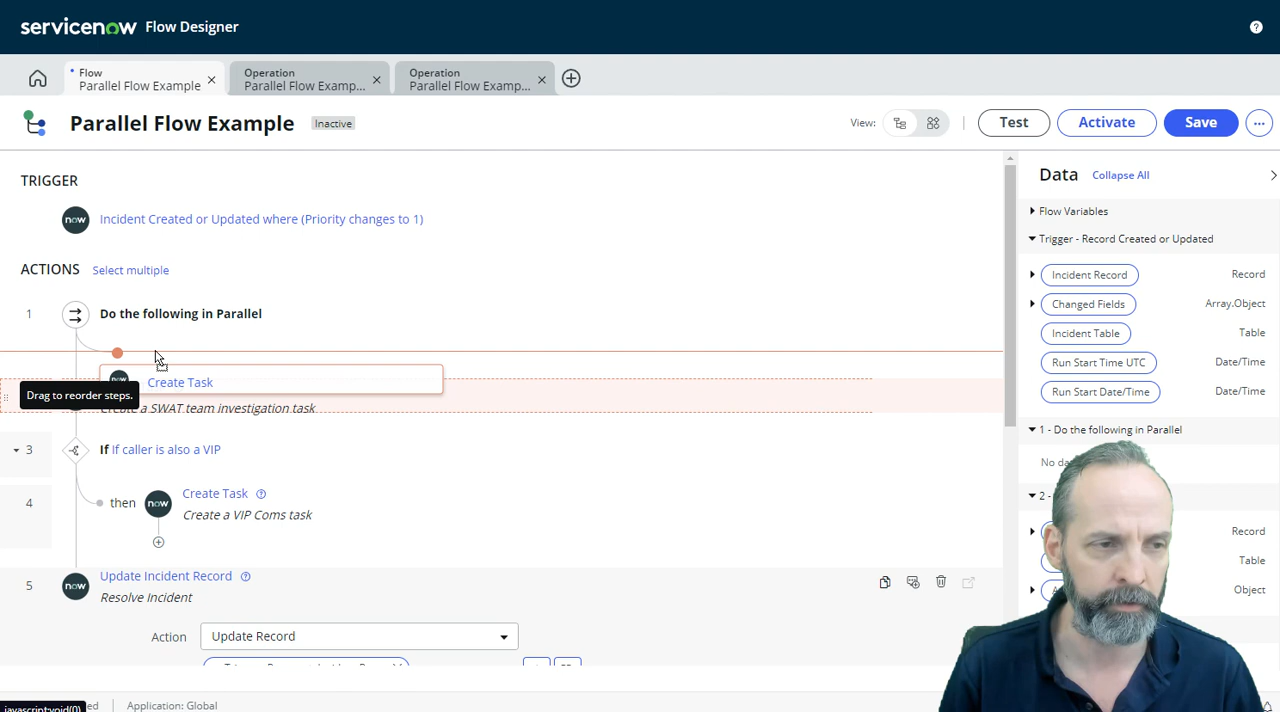 servicenow Flow Designer
Flow
Parallel Flow Example
Operation
Parallel Flow Examp...
Operation
Parallel Flow Examp...
Parallel Flow Example
Inactive
View:
Test
Activate
Save
TRIGGER
now
Incident Created or Updated where (Priority changes to 1)
ACTIONS
Select multiple
1
Do the following in Parallel
now
Create Task
Drag to reorder steps.
Create a SWAT team investigation task
3
If If caller is also a VIP
4
then
now
Create Task
Create a VIP Coms task
5
now
Update Incident Record
Resolve Incident
Action
Update Record
javascript:void(0)
Application: Global
Data
Collapse All
Flow Variables
Trigger - Record Created or Updated
Incident Record
Record
Changed Fields
Array.Object
Incident Table
Table
Run Start Time UTC
Date/Time
Run Start Date/Time
Date/Time
1 - Do the following in Parallel
2 -
Record
Table
Object